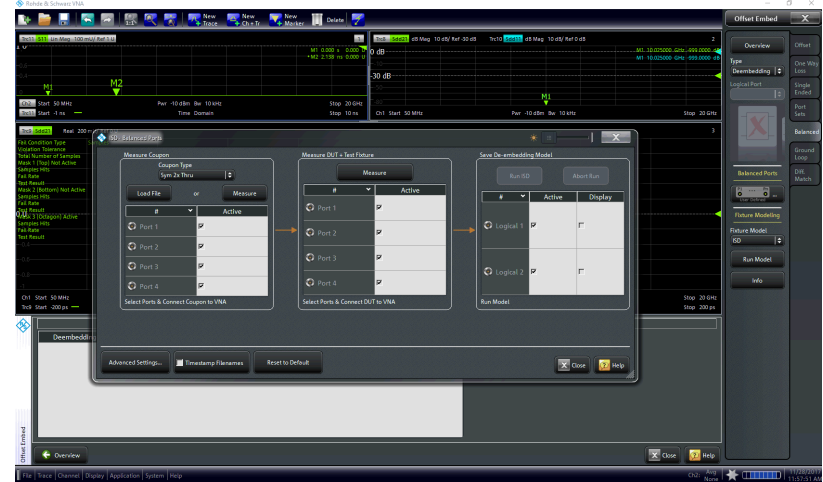 Rohde & Schwarz VNA
New
+ Trace
New
+ Ch + Tr
New
+ Marker
Delete
Trc11 S11 Lin Mag 100 mU/ Ref 1 U
1
M1 0.000 s 0.000
•M2 2.138 ns 0.000 U
M1
M2
Ch2 Start 50 MHz Pwr -10 dBm Bw 10 kHz Stop 20 GHz
Trc11 Start -1 ns Time Domain Stop 10 ns
Trc8 Sdd21 dB Mag 10 dB/ Ref -30 dB Trc10 Sdd11 dB Mag 10 dB/ Ref 0 dB 2
0 dB
M1 10.025000 GHz -999.0000 dB
M1 10.025000 GHz -999.0000 dB
-30 dB
M1
Ch1 Start 50 MHz Pwr -10 dBm Bw 10 kHz Stop 20 GHz
Trc9 Sdd21 Real 200 m
3
Fail Condition Type
Violation Tolerance
Total Number of Samples
Mask 1 (Top) Not Active
Samples Hits
Fail Rate
Test Result
Mask 2 (Bottom) Not Active
Samples Hits
Fail Rate
Test Result
Mask 3 (Octagon) Active
Samples Hits
Fail Rate
Test Result
Ch1 Start 50 MHz Stop 20 GHz
Trc9 Start -200 ps Stop 200 ps
ISD - Balanced Ports
X
Measure Coupon
Coupon Type
Sym 2x Thru
Load File or Measure
# Active
Port 1
Port 2
Port 3
Port 4
Select Ports & Connect Coupon to VNA
Measure DUT + Test Fixture
Measure
# Active
Port 1
Port 2
Port 3
Port 4
Select Ports & Connect DUT to VNA
Save De-embedding Model
Run ISD Abort Run
# Active Display
Logical 1
Logical 2
Run Model
Advanced Settings... Timestamp Filenames Reset to Default
X Close Help
Deembedding
Offset Embed
Overview
X Close Help
File Trace Channel Display Application System Help
Ch2: Avg None
11/28/2017
11:57:51 AM
Offset Embed X
Overview
Type
Deembedding
Logical Port
1
Balanced Ports
User Defined
...
Fixture Modeling
Fixture Model
ISD
Run Model
Info
Offset
One Way
Loss
Single
Ended
Port
Sets
Balanced
Ground
Loop
Diff.
Match